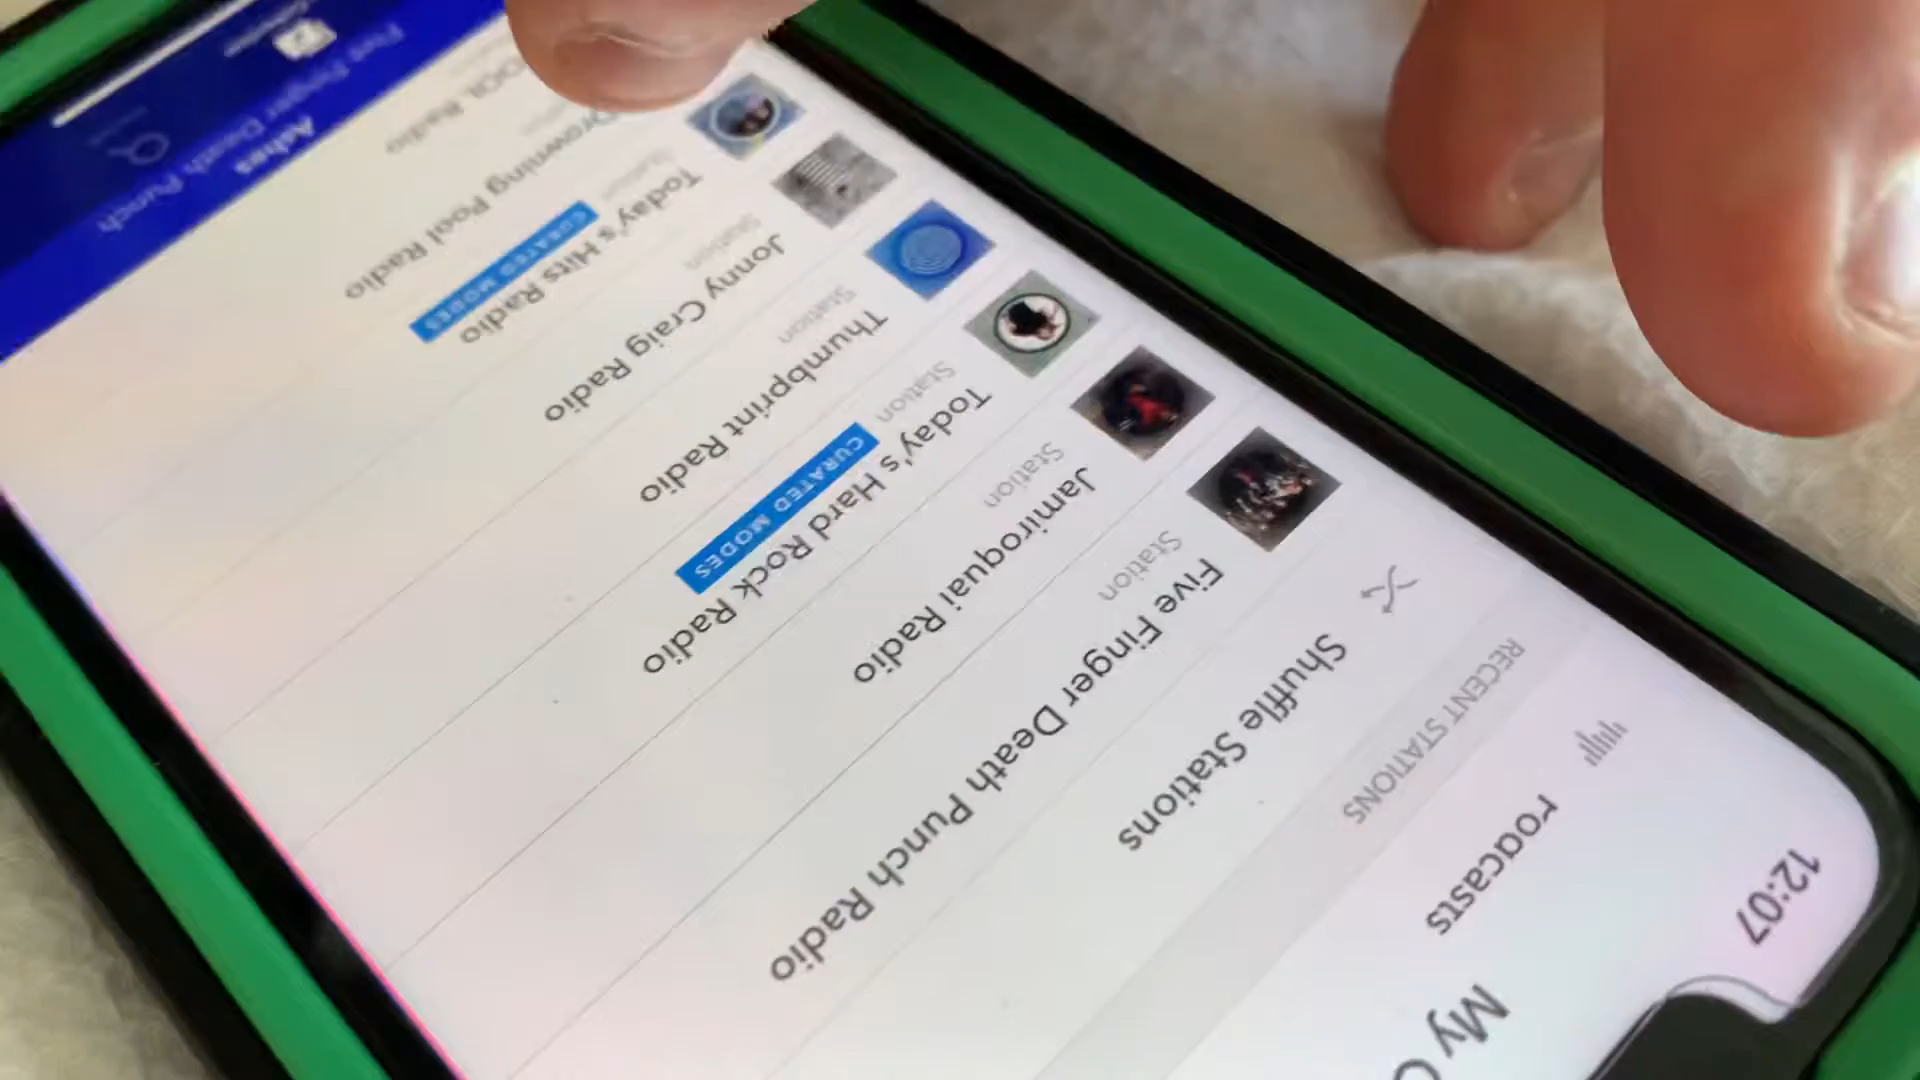 12:07
My C
roacasts
RECENT STATIONS
Shuffle Stations
Five Finger Death Punch Radio
Station
Jamiroquai Radio
Station
Today's Hard Rock Radio
Station
CURATED MODES
Thumbprint Radio
Station
Jonny Craig Radio
Station
Today's Hits Radio
Station
CURATED MODES
Drowning Pool Radio
Radio
Ashes
Five Finger Death Punch